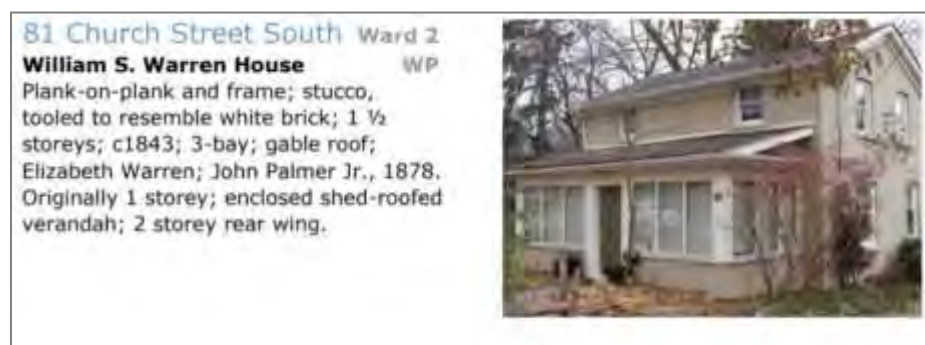 81 Church Street South Ward 2
William S. Warren House WP
Plank-on-plank and frame; stucco,
tooled to resemble white brick; 1 ½
storeys; c1843; 3-bay; gable roof;
Elizabeth Warren; John Palmer Jr., 1878.
Originally 1 storey; enclosed shed-roofed
verandah; 2 storey rear wing.